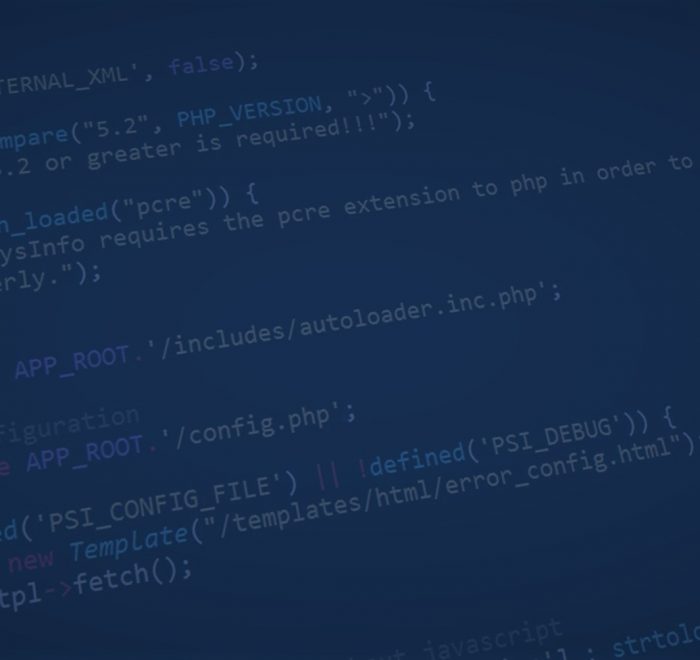 TERNAL_XML', false);
mpare("5.2", PHP_VERSION, ">")) {
.2 or greater is required!!!");
n_loaded("pcre")) {
ysInfo requires the pcre extension to php in order to
erly.");
APP_ROOT.'/includes/autoloader.inc.php';
figuration
e APP_ROOT.'/config.php';
ed('PSI_CONFIG_FILE') || !defined('PSI_DEBUG')) {
new Template("/templates/html/error_config.html")
tpl->fetch();
javascript
strtolo